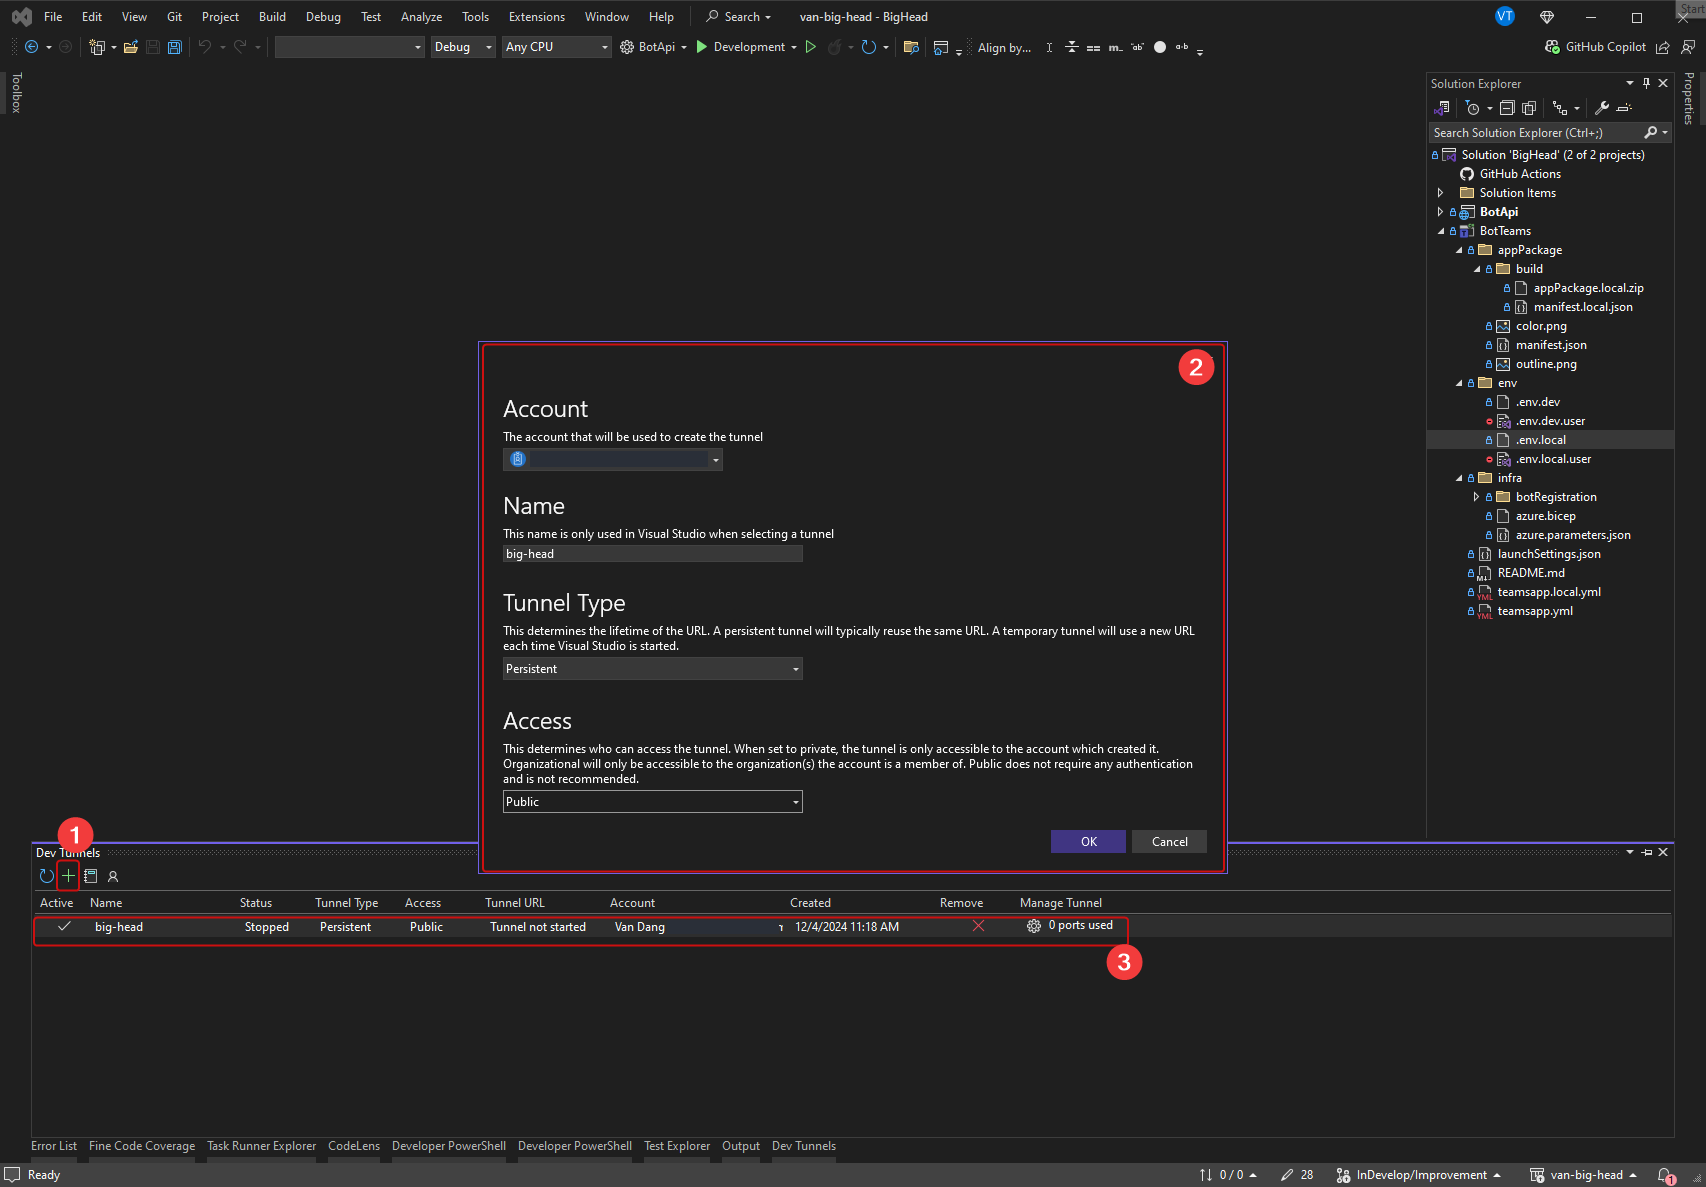 File Edit View Git Project Build Debug Test Analyze Tools Extensions Window Help Search van-big-head - BigHead VT Start
Debug Any CPU BotApi Development Align by... GitHub Copilot
Toolbox
Properties
Solution Explorer
Search Solution Explorer (Ctrl+;)
Solution 'BigHead' (2 of 2 projects)
GitHub Actions
Solution Items
BotApi
BotTeams
appPackage
build
appPackage.local.zip
manifest.local.json
color.png
manifest.json
outline.png
env
.env.dev
.env.dev.user
.env.local
.env.local.user
infra
botRegistration
azure.bicep
azure.parameters.json
launchSettings.json
README.md
teamsapp.local.yml
teamsapp.yml
2
Account
The account that will be used to create the tunnel
Name
This name is only used in Visual Studio when selecting a tunnel
big-head
Tunnel Type
This determines the lifetime of the URL. A persistent tunnel will typically reuse the same URL. A temporary tunnel will use a new URL
each time Visual Studio is started.
Persistent
Access
This determines who can access the tunnel. When set to private, the tunnel is only accessible to the account which created it.
Organizational will only be accessible to the organization(s) the account is a member of. Public does not require any authentication
and is not recommended.
Public
OK Cancel
1
Dev Tunnels
Active Name Status Tunnel Type Access Tunnel URL Account Created Remove Manage Tunnel
big-head Stopped Persistent Public Tunnel not started Van Dang 12/4/2024 11:18 AM 0 ports used
3
Error List Fine Code Coverage Task Runner Explorer CodeLens Developer PowerShell Developer PowerShell Test Explorer Output Dev Tunnels
Ready 0 / 0 28 InDevelop/Improvement van-big-head 1